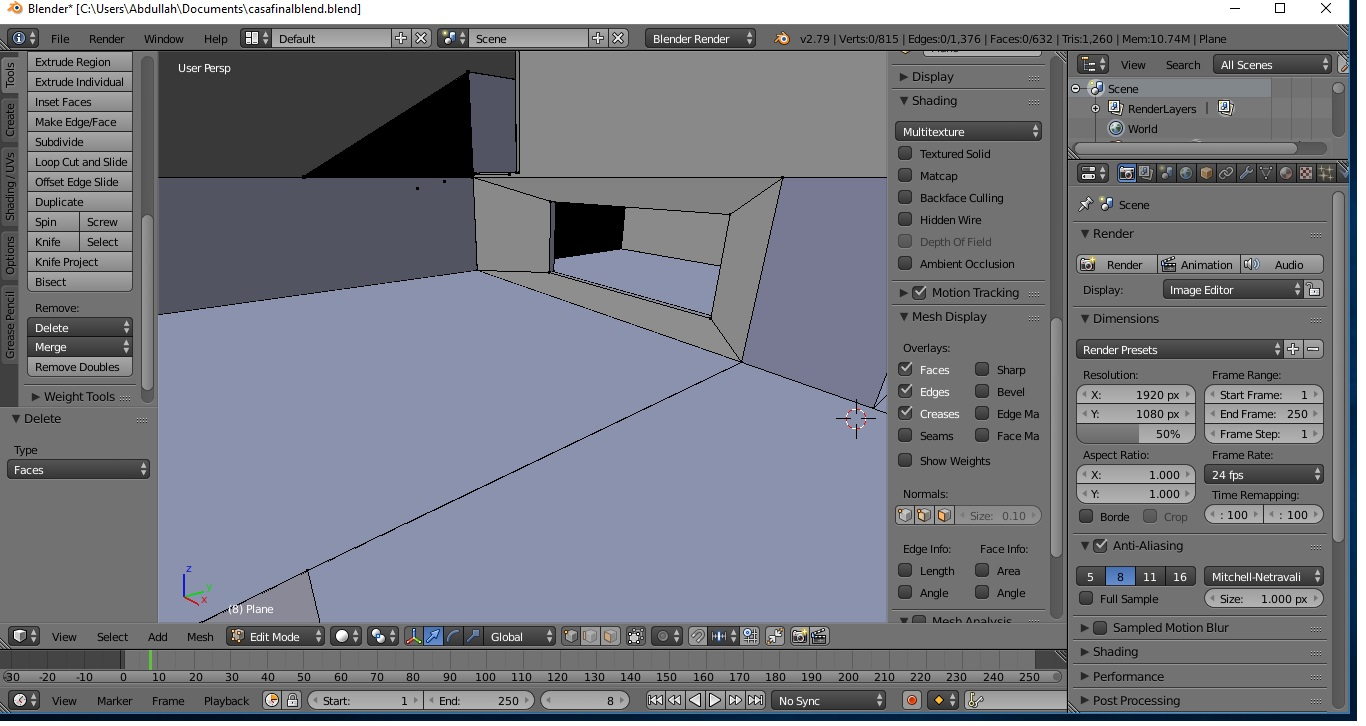 Blender* [C:\Users\Abdullah\Documents\casafinalblend.blend]
File Render Window Help Default Scene Blender Render v2.79 | Verts:0/815 | Edges:0/1,376 | Faces:0/632 | Tris:1,260 | Mem:10.74M | Plane
Tools
Create
Shading / UVs
Options
Grease Pencil
Extrude Region
Extrude Individual
Inset Faces
Make Edge/Face
Subdivide
Loop Cut and Slide
Offset Edge Slide
Duplicate
Spin Screw
Knife Select
Knife Project
Bisect
Remove:
Delete
Merge
Remove Doubles
Weight Tools
Delete
Type
Faces
User Persp
z
y
x
(8) Plane
Display
Shading
Multitexture
Textured Solid
Matcap
Backface Culling
Hidden Wire
Depth Of Field
Ambient Occlusion
Motion Tracking
Mesh Display
Overlays:
Faces Sharp
Edges Bevel
Creases Edge Ma
Seams Face Ma
Show Weights
Normals:
Size: 0.10
Edge Info: Face Info:
Length Area
Angle Angle
Mesh Analysis
View Search All Scenes
Scene
RenderLayers |
World
Scene
Render
Render Animation Audio
Display: Image Editor
Dimensions
Render Presets
Resolution: Frame Range:
X: 1920 px Start Frame: 1
Y: 1080 px End Frame: 250
50% Frame Step: 1
Aspect Ratio: Frame Rate:
X: 1.000 24 fps
Y: 1.000 Time Remapping:
Borde Crop : 100 : 100
Anti-Aliasing
5 8 11 16 Mitchell-Netravali
Full Sample Size: 1.000 px
Sampled Motion Blur
Shading
Performance
Post Processing
View Select Add Mesh Edit Mode Global
-30 -20 -10 0 10 20 30 40 50 60 70 80 90 100 110 120 130 140 150 160 170 180 190 200 210 220 230 240 250
View Marker Frame Playback Start: 1 End: 250 8 No Sync